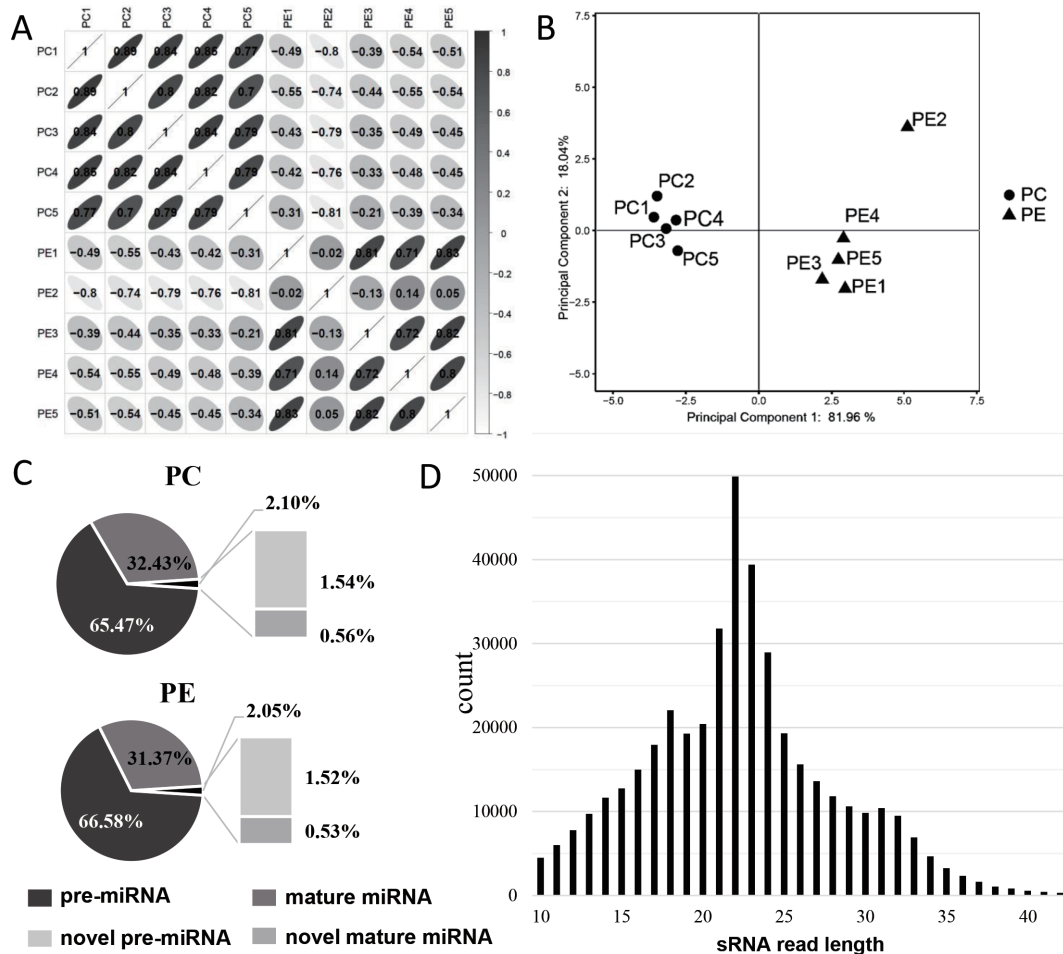 A
PC1 PC2 PC3 PC4 PC5 PE1 PE2 PE3 PE4 PE5
PC1 1 0.89 0.84 0.85 0.77 −0.49 −0.8 −0.39 −0.54 −0.51
PC2 0.89 1 0.8 0.82 0.7 −0.55 −0.74 −0.44 −0.55 −0.54
PC3 0.84 0.8 1 0.84 0.79 −0.43 −0.79 −0.35 −0.49 −0.45
PC4 0.85 0.82 0.84 1 0.79 −0.42 −0.76 −0.33 −0.48 −0.45
PC5 0.77 0.7 0.79 0.79 1 −0.31 −0.81 −0.21 −0.39 −0.34
PE1 −0.49 −0.55 −0.43 −0.42 −0.31 1 −0.02 0.81 0.71 0.83
PE2 −0.8 −0.74 −0.79 −0.76 −0.81 −0.02 1 −0.13 0.14 0.05
PE3 −0.39 −0.44 −0.35 −0.33 −0.21 0.81 −0.13 1 0.72 0.82
PE4 −0.54 −0.55 −0.49 −0.48 −0.39 0.71 0.14 0.72 1 0.8
PE5 −0.51 −0.54 −0.45 −0.45 −0.34 0.83 0.05 0.82 0.8 1
1
0.8
0.6
0.4
0.2
0
−0.2
−0.4
−0.6
−0.8
−1
B
Principal Component 2: 18.04%
7.5
5.0
2.5
0.0
−2.5
−5.0
PE2
PC2
PC1
PC4
PC3
PC5
PE4
PE3
PE5
PE1
−5.0 −2.5 0.0 2.5 5.0 7.5
Principal Component 1: 81.96 %
PC
PE
C
PC
2.10%
32.43%
1.54%
65.47%
0.56%
PE
2.05%
31.37%
1.52%
66.58%
0.53%
pre-miRNA
mature miRNA
novel pre-miRNA
novel mature miRNA
D
count
50000
40000
30000
20000
10000
0
10 15 20 25 30 35 40
sRNA read length